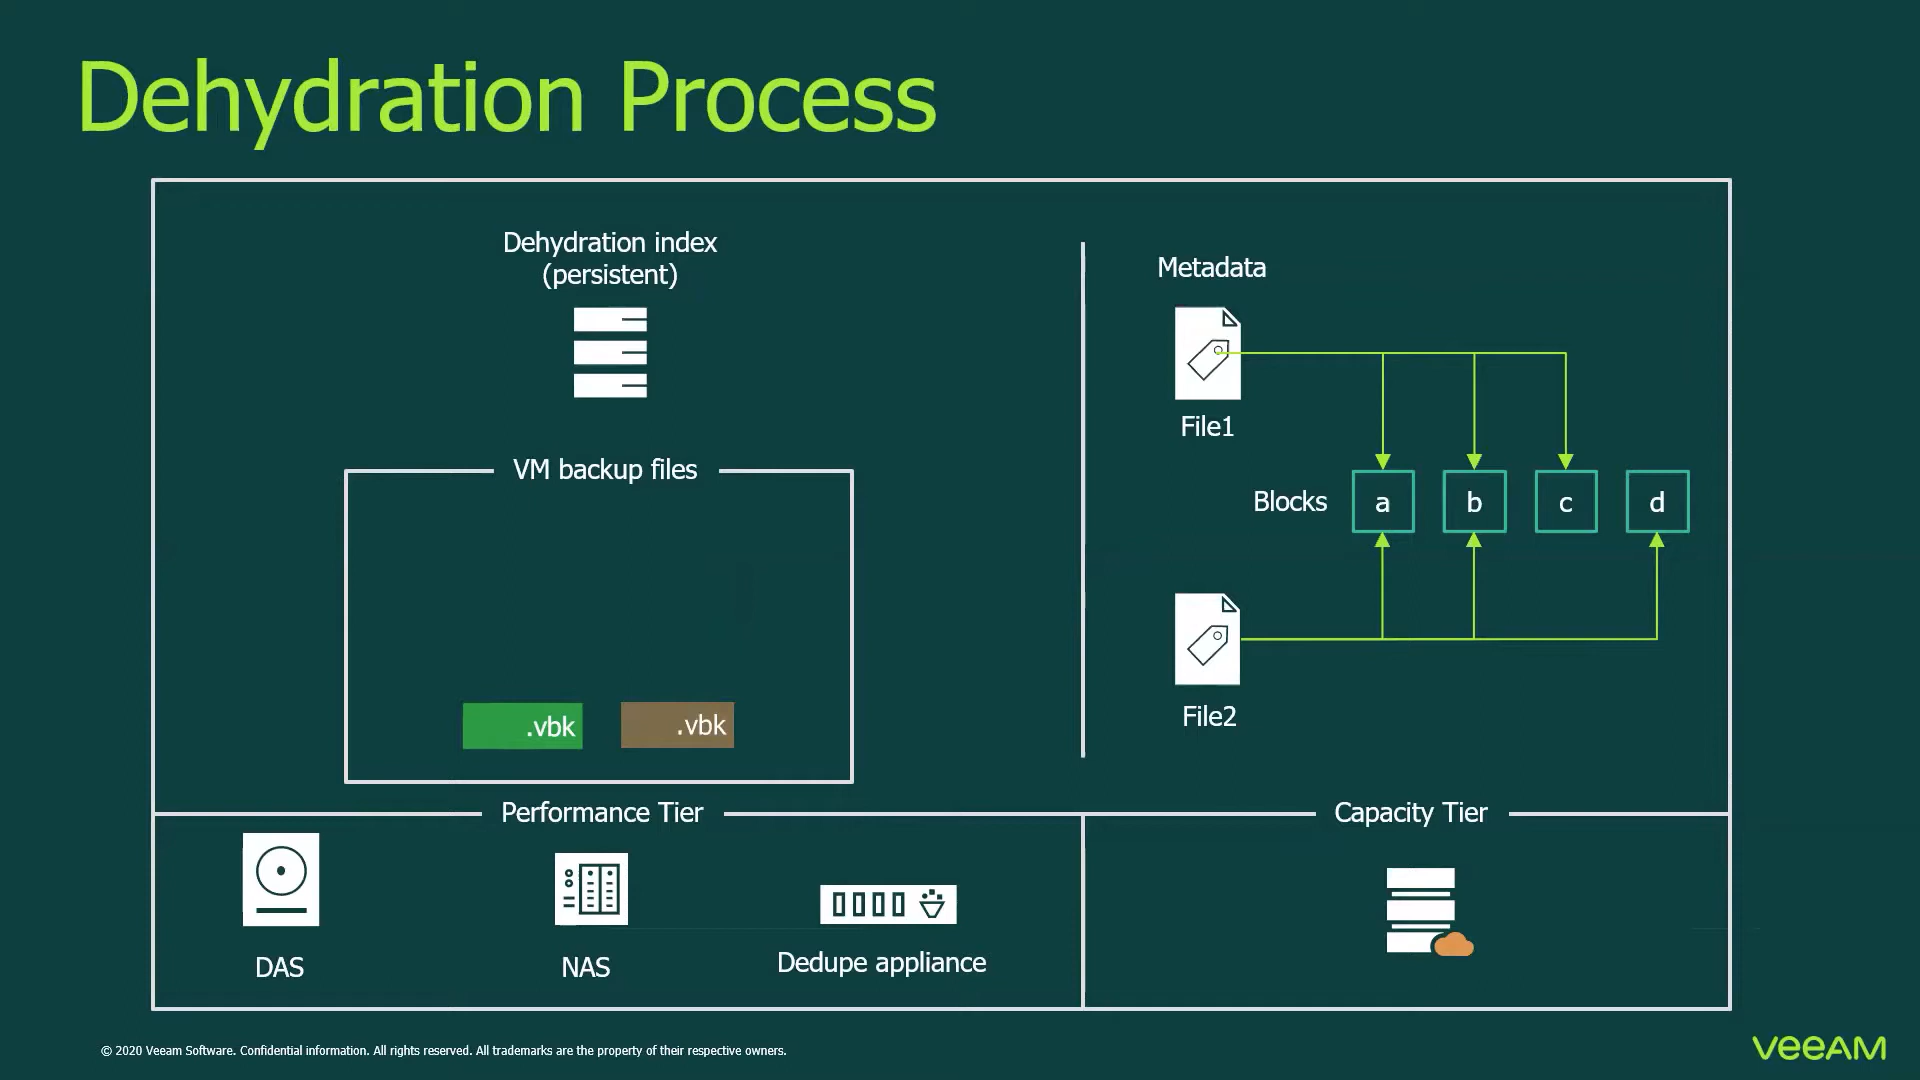 Dehydration Process
Dehydration index
(persistent)
VM backup files
.vbk
.vbk
Metadata
File1
Blocks
a
b
c
d
File2
Performance Tier
Capacity Tier
DAS
NAS
Dedupe appliance
© 2020 Veeam Software. Confidential information. All rights reserved. All trademarks are the property of their respective owners.
VeeAM